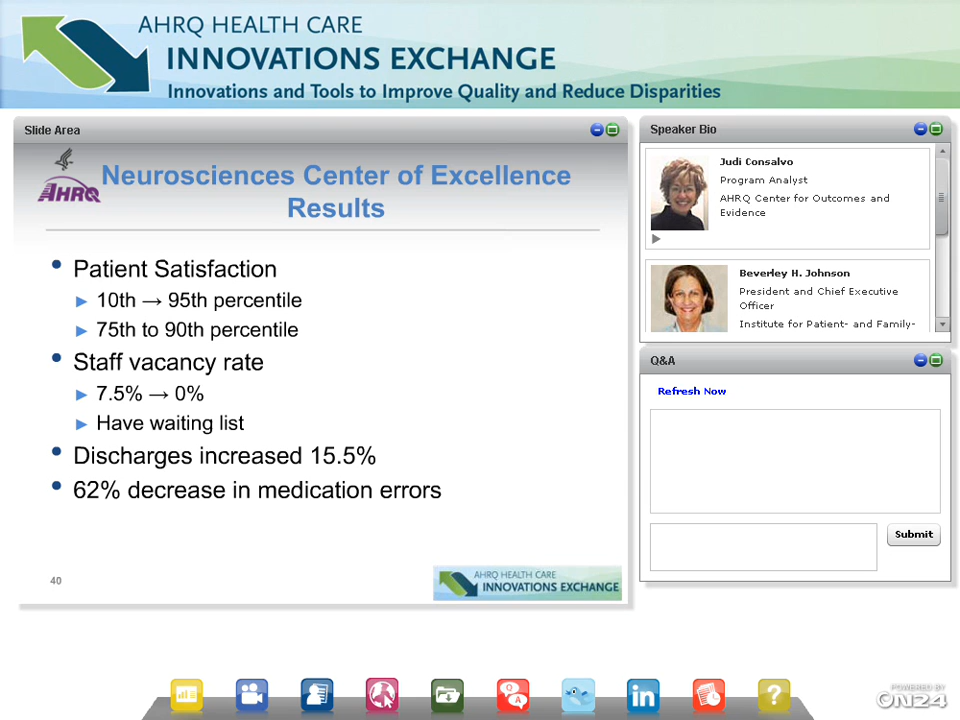 AHRQ HEALTH CARE
INNOVATIONS EXCHANGE
Innovations and Tools to Improve Quality and Reduce Disparities
Slide Area
AHRQ
Neurosciences Center of Excellence
Results
• Patient Satisfaction
► 10th → 95th percentile
► 75th to 90th percentile
• Staff vacancy rate
► 7.5% → 0%
► Have waiting list
• Discharges increased 15.5%
• 62% decrease in medication errors
40
AHRQ HEALTH CARE
INNOVATIONS EXCHANGE
Speaker Bio
Judi Consalvo
Program Analyst
AHRQ Center for Outcomes and
Evidence
Beverley H. Johnson
President and Chief Executive
Officer
Institute for Patient- and Family-
Q&A
Refresh Now
Submit
Q
A
in
?
POWERED BY
ON24